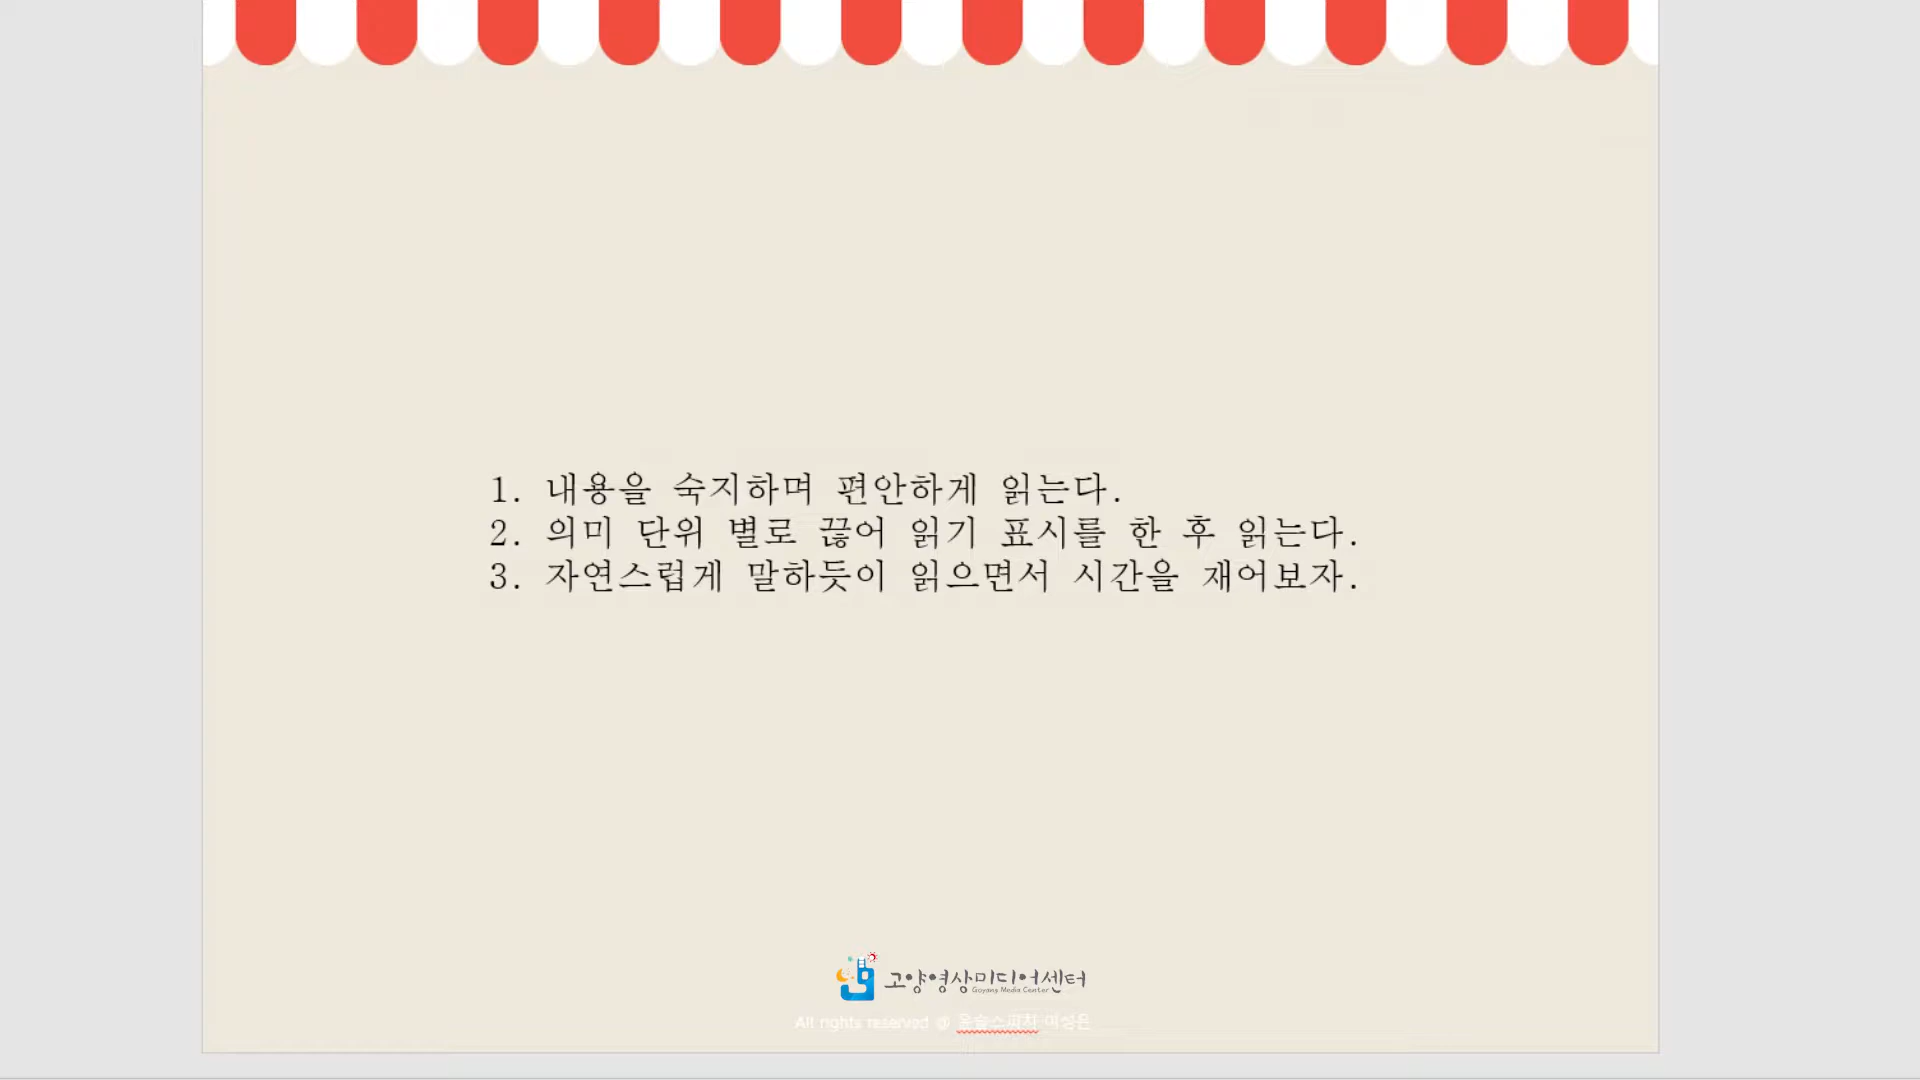 1. 내용을 숙지하며 편안하게 읽는다.
2. 의미 단위 별로 끊어 읽기 표시를 한 후 읽는다.
3. 자연스럽게 말하듯이 읽으면서 시간을 재어보자.
고양영상미디어센터
Goyang Media Center
All rights reserved @